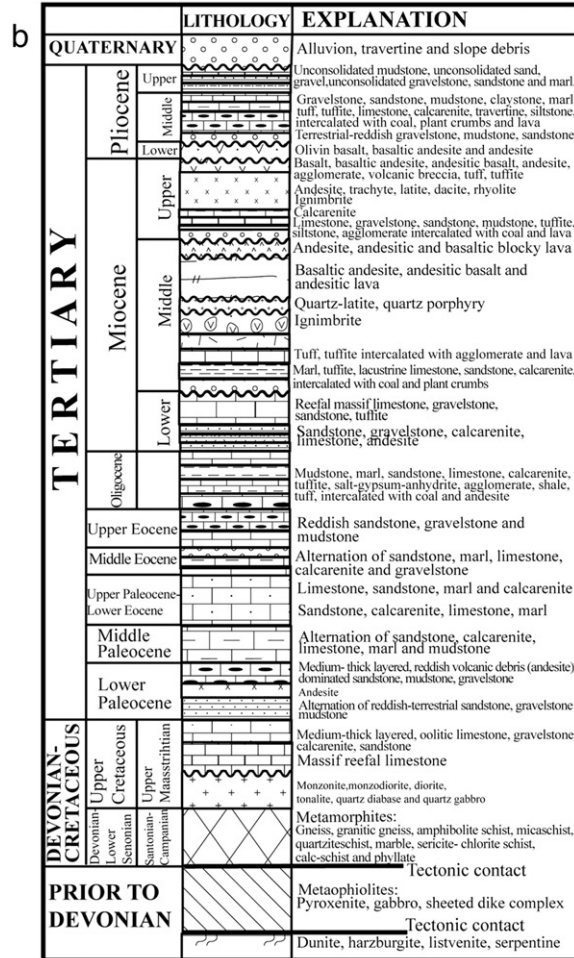 b
LITHOLOGY
EXPLANATION
QUATERNARY
Alluvion, travertine and slope debris
TERTIARY
Pliocene
Upper
Unconsolidated mudstone, unconsolidated sand,
gravel,unconsolidated gravelstone, sandstone and marl
Middle
Gravelstone, sandstone, mudstone, claystone, marl
tuff, tuffite, limestone, calcarenite, travertine, siltstone,
intercalated with coal, plant crumbs and lava
Terrestrial-reddish gravelstone, mudstone, sandstone
Lower
Olivin basalt, basaltic andesite and andesite
Miocene
Upper
Basalt, basaltic andesite, andesitic basalt, andesite,
agglomerate, volcanic breccia, tuff, tuffite
Andesite, trachyte, latite, dacite, rhyolite
Ignimbrite
Calcarenite
Limestone, gravelstone, sandstone, mudstone, tuffite,
siltstone, agglomerate intercalated with coal and lava
Middle
Andesite, andesitic and basaltic blocky lava
Basaltic andesite, andesitic basalt and
andesitic lava
Quartz-latite, quartz porphyry
Ignimbrite
Tuff, tuffite intercalated with agglomerate and lava
Marl, tuffite, lacustrine limestone, sandstone, calcarenite,
intercalated with coal and plant crumbs
Lower
Reefal massif limestone, gravelstone,
sandstone, tuffite
Sandstone, gravelstone, calcarenite,
limestone, andesite
Oligocene
Mudstone, marl, sandstone, limestone, calcarenite,
tuffite, salt-gypsum-anhydrite, agglomerate, shale,
tuff, intercalated with coal and andesite
Upper Eocene
Reddish sandstone, gravelstone and
mudstone
Middle Eocene
Alternation of sandstone, marl, limestone,
calcarenite and gravelstone
Upper Paleocene-
Lower Eocene
Limestone, sandstone, marl and calcarenite
Sandstone, calcarenite, limestone, marl
Middle
Paleocene
Alternation of sandstone, calcarenite,
limestone, marl and mudstone
Lower
Paleocene
Medium- thick layered, reddish volcanic debris (andesite)
dominated sandstone, mudstone, gravelstone
Andesite
Alternation of reddish-terrestrial sandstone, gravelstone
mudstone
DEVONIAN-
CRETACEOUS
Upper
Cretaceous
Upper
Maasstrihtian
Medium-thick layered, oolitic limestone, gravelstone
calcarenite, sandstone
Massif reefal limestone
Monzonite,monzodiorite, diorite,
tonalite, quartz diabase and quartz gabbro
Devonian-
Lower
Senonian
Santonian-
Campanian
Metamorphites:
Gneiss, granitic gneiss, amphibolite schist, micaschist,
quartziteschist, marble, sericite- chlorite schist,
calc-schist and phyllate
Tectonic contact
PRIOR TO
DEVONIAN
Metaophiolites:
Pyroxenite, gabbro, sheeted dike complex
Tectonic contact
Dunite, harzburgite, listvenite, serpentine